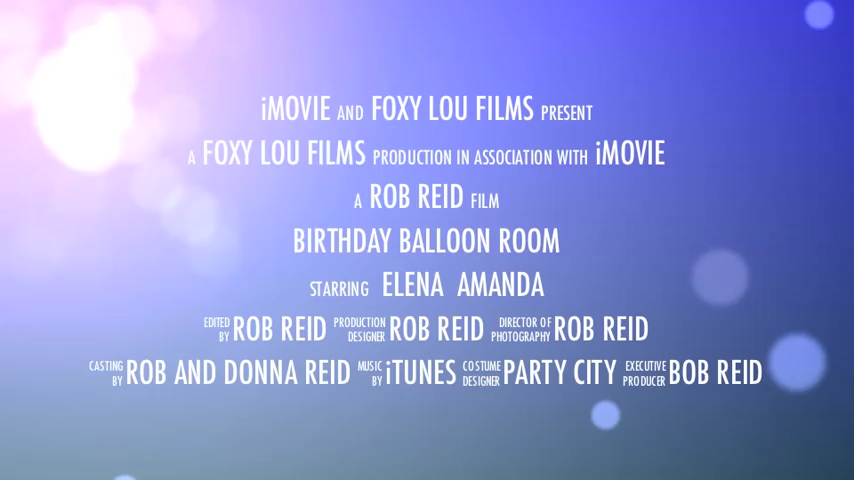 iMOVIE AND FOXY LOU FILMS PRESENT
A FOXY LOU FILMS PRODUCTION IN ASSOCIATION WITH iMOVIE
A ROB REID FILM
BIRTHDAY BALLOON ROOM
STARRING ELENA AMANDA
EDITED BY ROB REID PRODUCTION DESIGNER ROB REID DIRECTOR OF PHOTOGRAPHY ROB REID
CASTING BY ROB AND DONNA REID MUSIC BY iTUNES COSTUME DESIGNER PARTY CITY EXECUTIVE PRODUCER BOB REID